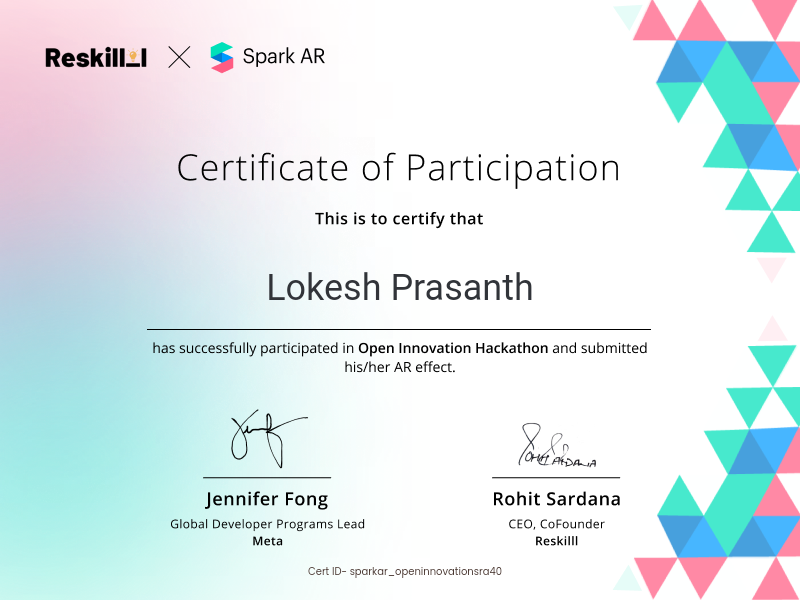 Reskilll × Spark AR
Certificate of Participation
This is to certify that
Lokesh Prasanth
has successfully participated in Open Innovation Hackathon and submitted
his/her AR effect.
Jennifer Fong
Global Developer Programs Lead
Meta
Rohit Sardana
CEO, CoFounder
Reskilll
Cert ID- sparkar_openinnovationsra40